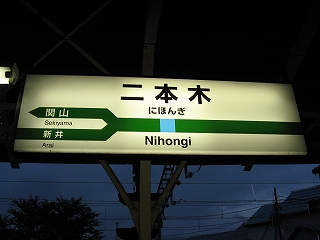 二本木
にほんぎ
Nihongi
関山
Sekiyama
新井
Arai